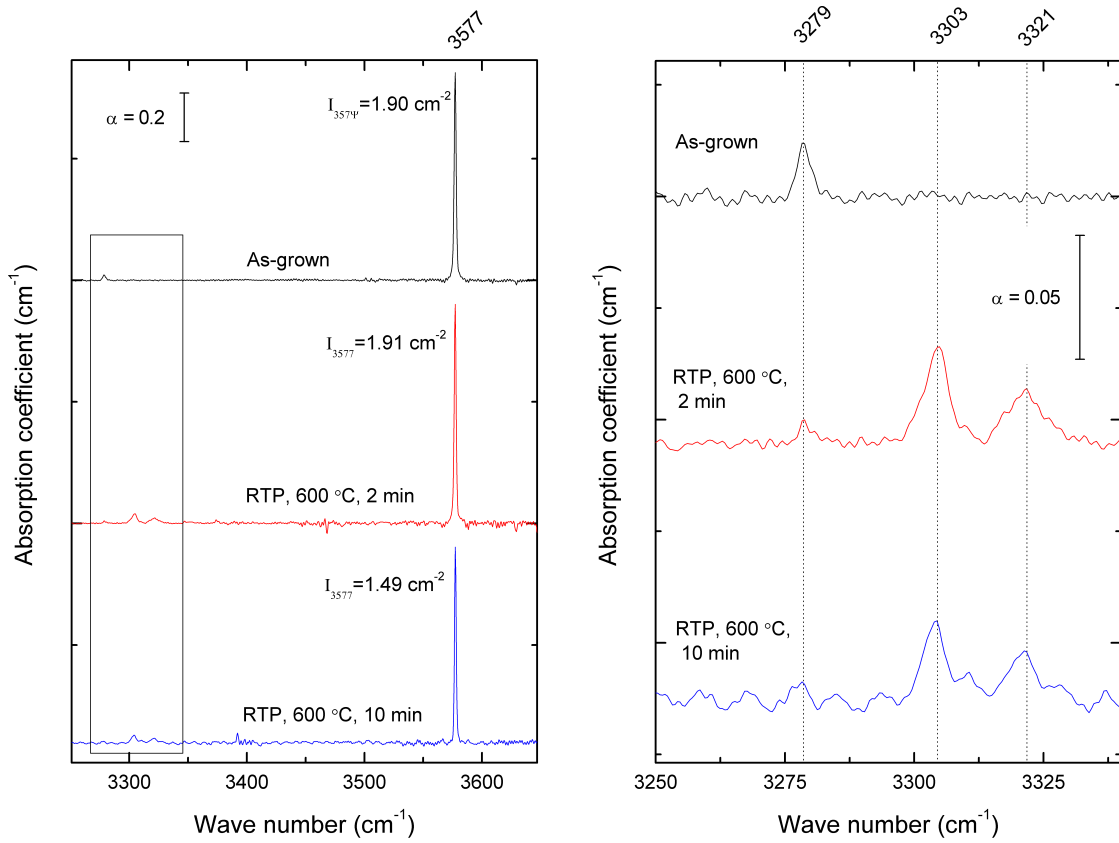 3577
α = 0.2
I357Ψ=1.90 cm-2
As-grown
I3577=1.91 cm-2
RTP, 600 °C, 2 min
I3577=1.49 cm-2
RTP, 600 °C, 10 min
Absorption coefficient (cm-1)
3300 3400 3500 3600
Wave number (cm-1)
3279 3303 3321
As-grown
α = 0.05
RTP, 600 °C,
2 min
RTP, 600 °C,
10 min
Absorption coefficient (cm-1)
3250 3275 3300 3325
Wave number (cm-1)